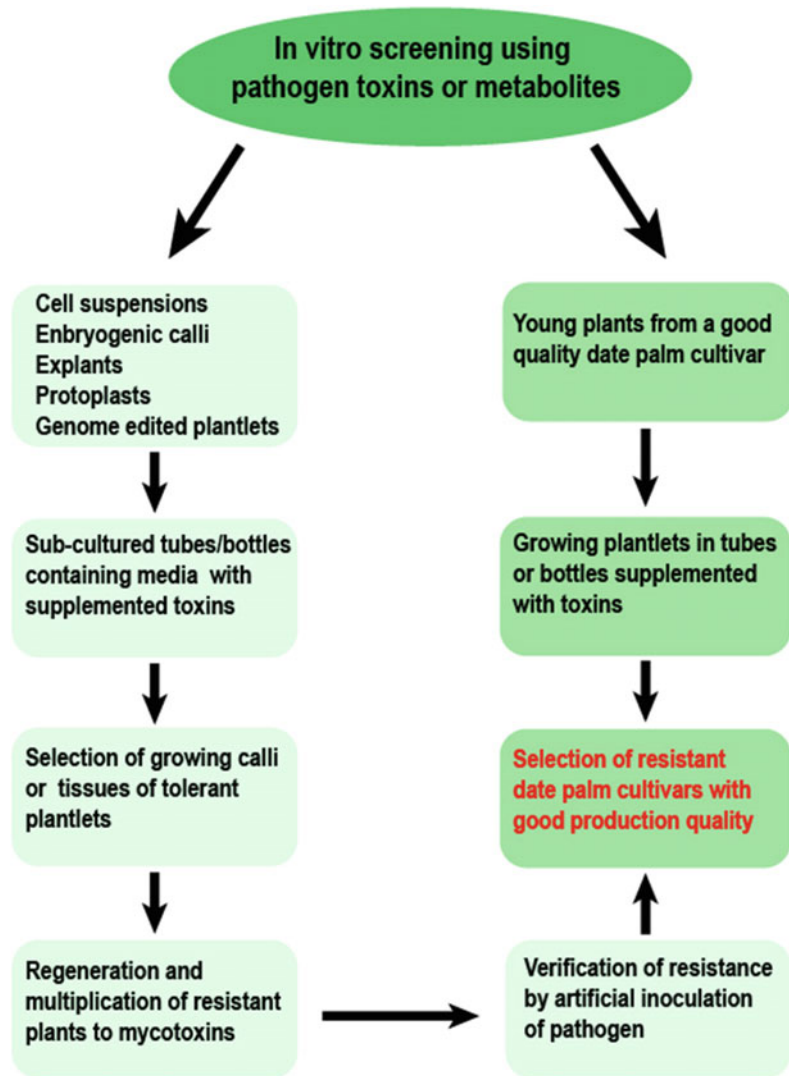 In vitro screening using
pathogen toxins or metabolites
Cell suspensions
Enbryogenic calli
Explants
Protoplasts
Genome edited plantlets
Sub-cultured tubes/bottles
containing media with
supplemented toxins
Selection of growing calli
or tissues of tolerant
plantlets
Regeneration and
multiplication of resistant
plants to mycotoxins
Young plants from a good
quality date palm cultivar
Growing plantlets in tubes
or bottles supplemented
with toxins
Selection of resistant
date palm cultivars with
good production quality
Verification of resistance
by artificial inoculation
of pathogen